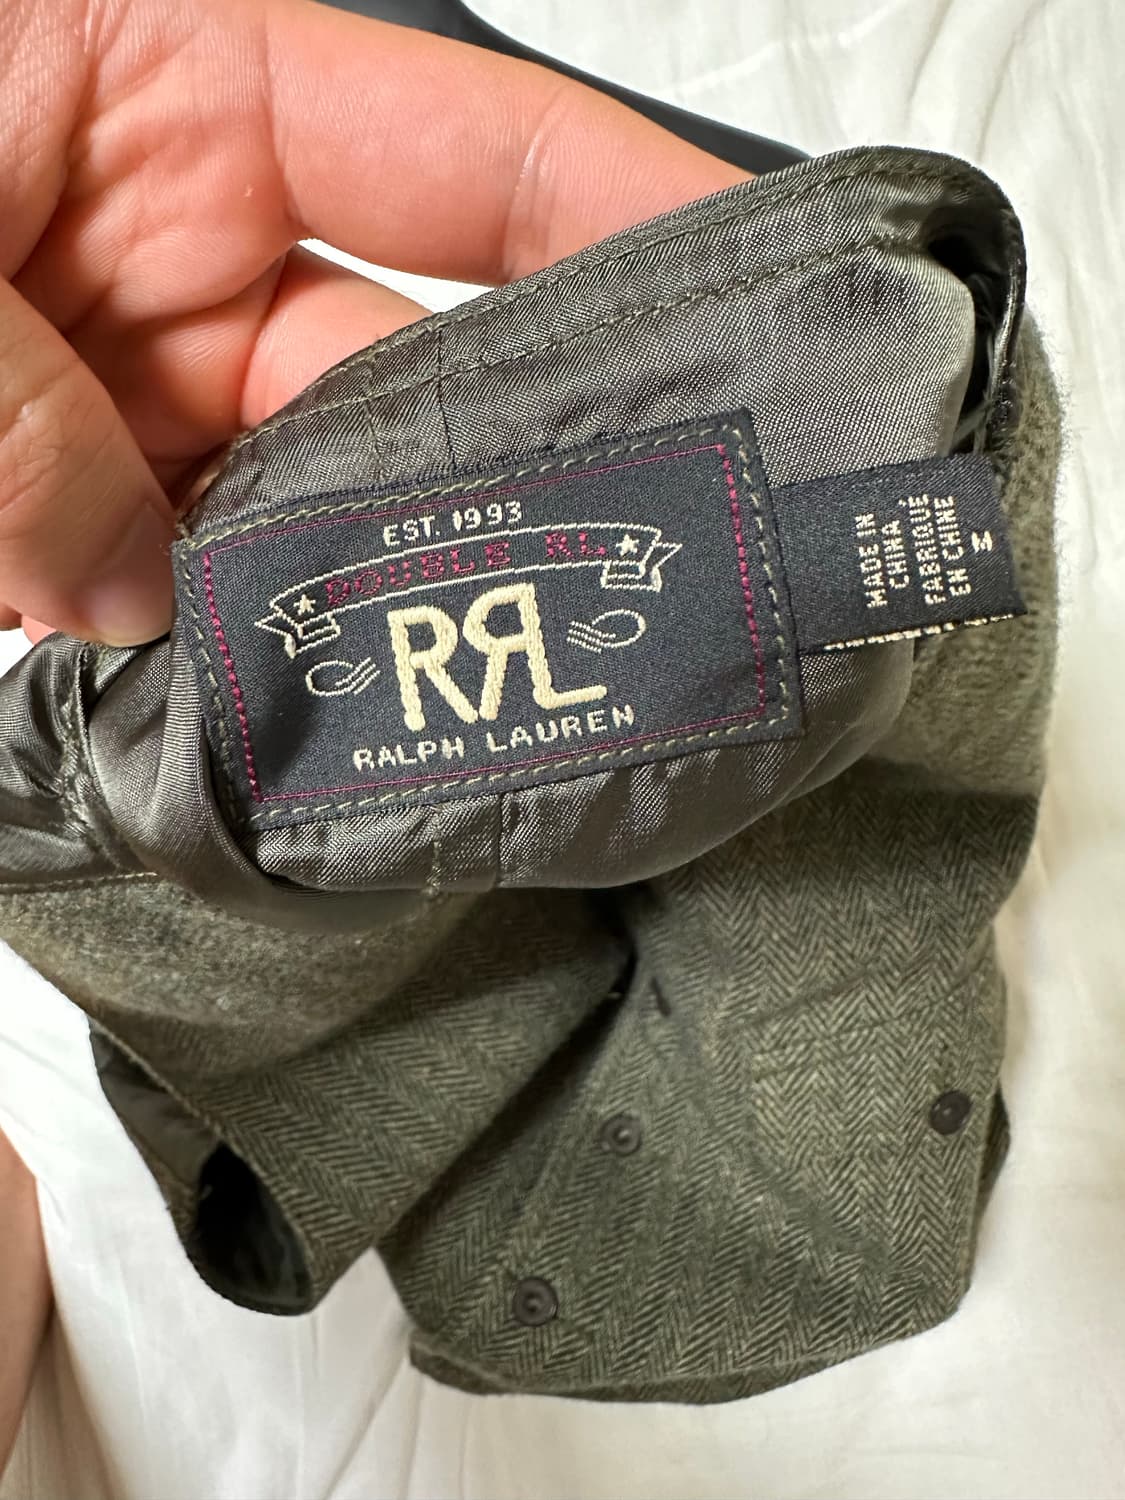 EST. 1993
DOUBLE RL
RRL
RALPH LAUREN
MADE IN
CHINA
FABRIQUÉ
EN CHINE
M